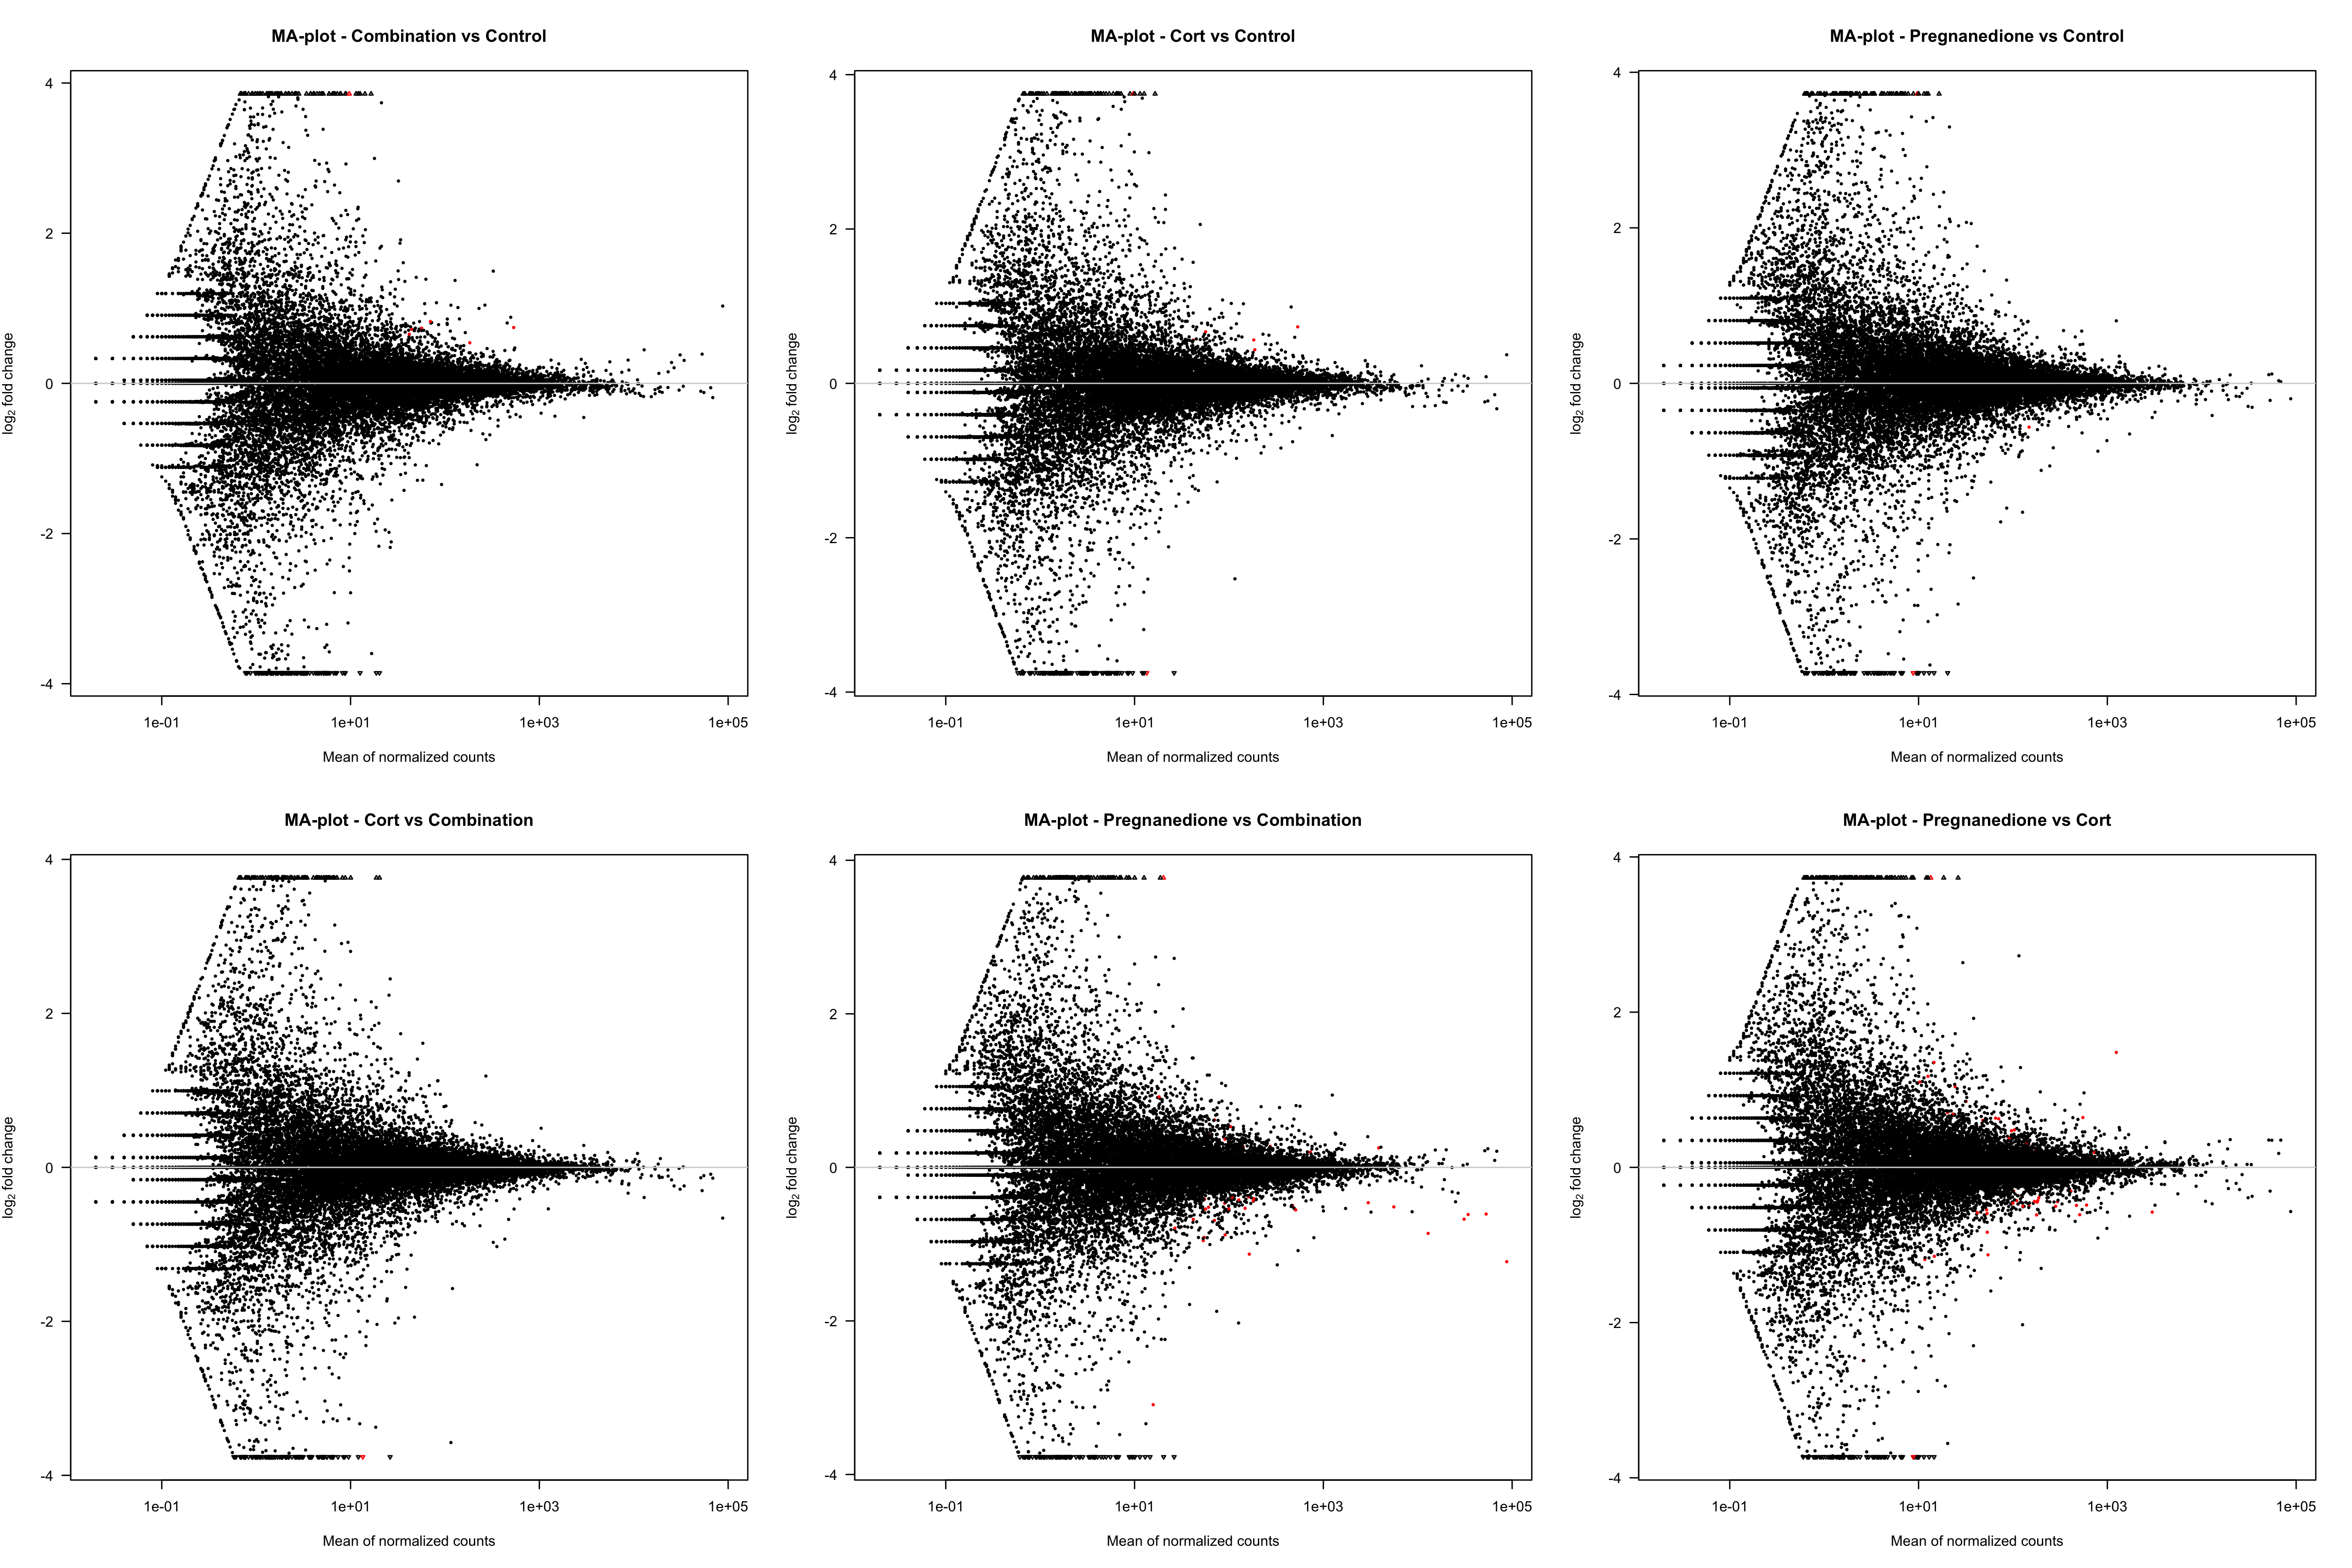 MA-plot - Combination vs Control
4
2
0
-2
-4
log2 fold change
1e-01 1e+01 1e+03 1e+05
Mean of normalized counts
MA-plot - Cort vs Control
4
2
0
-2
-4
log2 fold change
1e-01 1e+01 1e+03 1e+05
Mean of normalized counts
MA-plot - Pregnanedione vs Control
4
2
0
-2
-4
log2 fold change
1e-01 1e+01 1e+03 1e+05
Mean of normalized counts
MA-plot - Cort vs Combination
4
2
0
-2
-4
log2 fold change
1e-01 1e+01 1e+03 1e+05
Mean of normalized counts
MA-plot - Pregnanedione vs Combination
4
2
0
-2
-4
log2 fold change
1e-01 1e+01 1e+03 1e+05
Mean of normalized counts
MA-plot - Pregnanedione vs Cort
4
2
0
-2
-4
log2 fold change
1e-01 1e+01 1e+03 1e+05
Mean of normalized counts